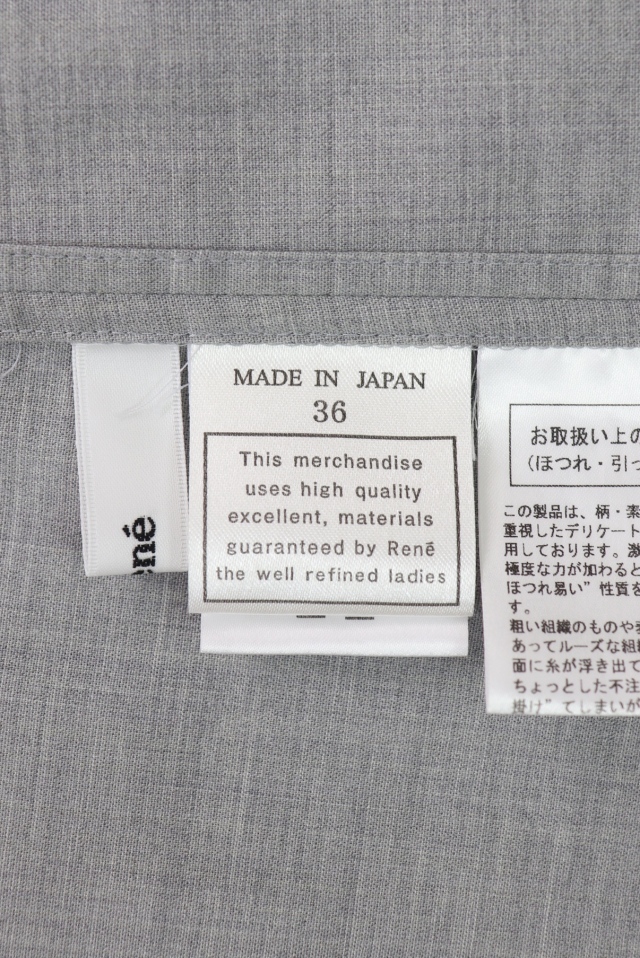 ené
MADE IN JAPAN
36
This merchandise
uses high quality
excellent, materials
guaranteed by René
the well refined ladies
お取扱い上の
(ほつれ・引っ
この製品は、柄・素
重視したデリケート
用しております。激
極度な力が加わると
ほつれ易い”性質を
す。
粗い組織のものや
あってルーズな組織
面に糸が浮き出て
ちょっとした不注
掛け”てしまいが